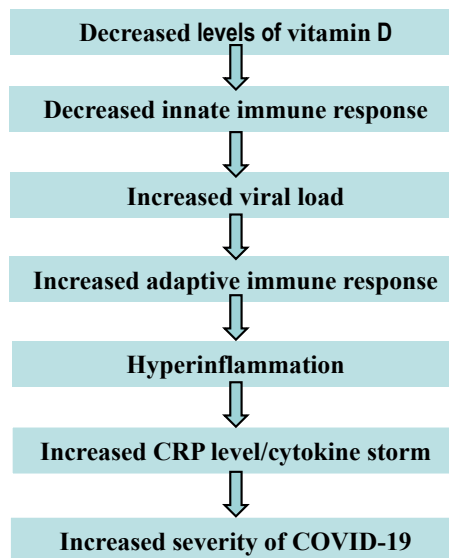 Decreased levels of vitamin D
Decreased innate immune response
Increased viral load
Increased adaptive immune response
Hyperinflammation
Increased CRP level/cytokine storm
Increased severity of COVID-19